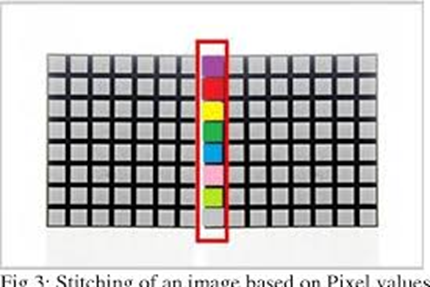 Fig 3: Stitching of an image based on Pixel values